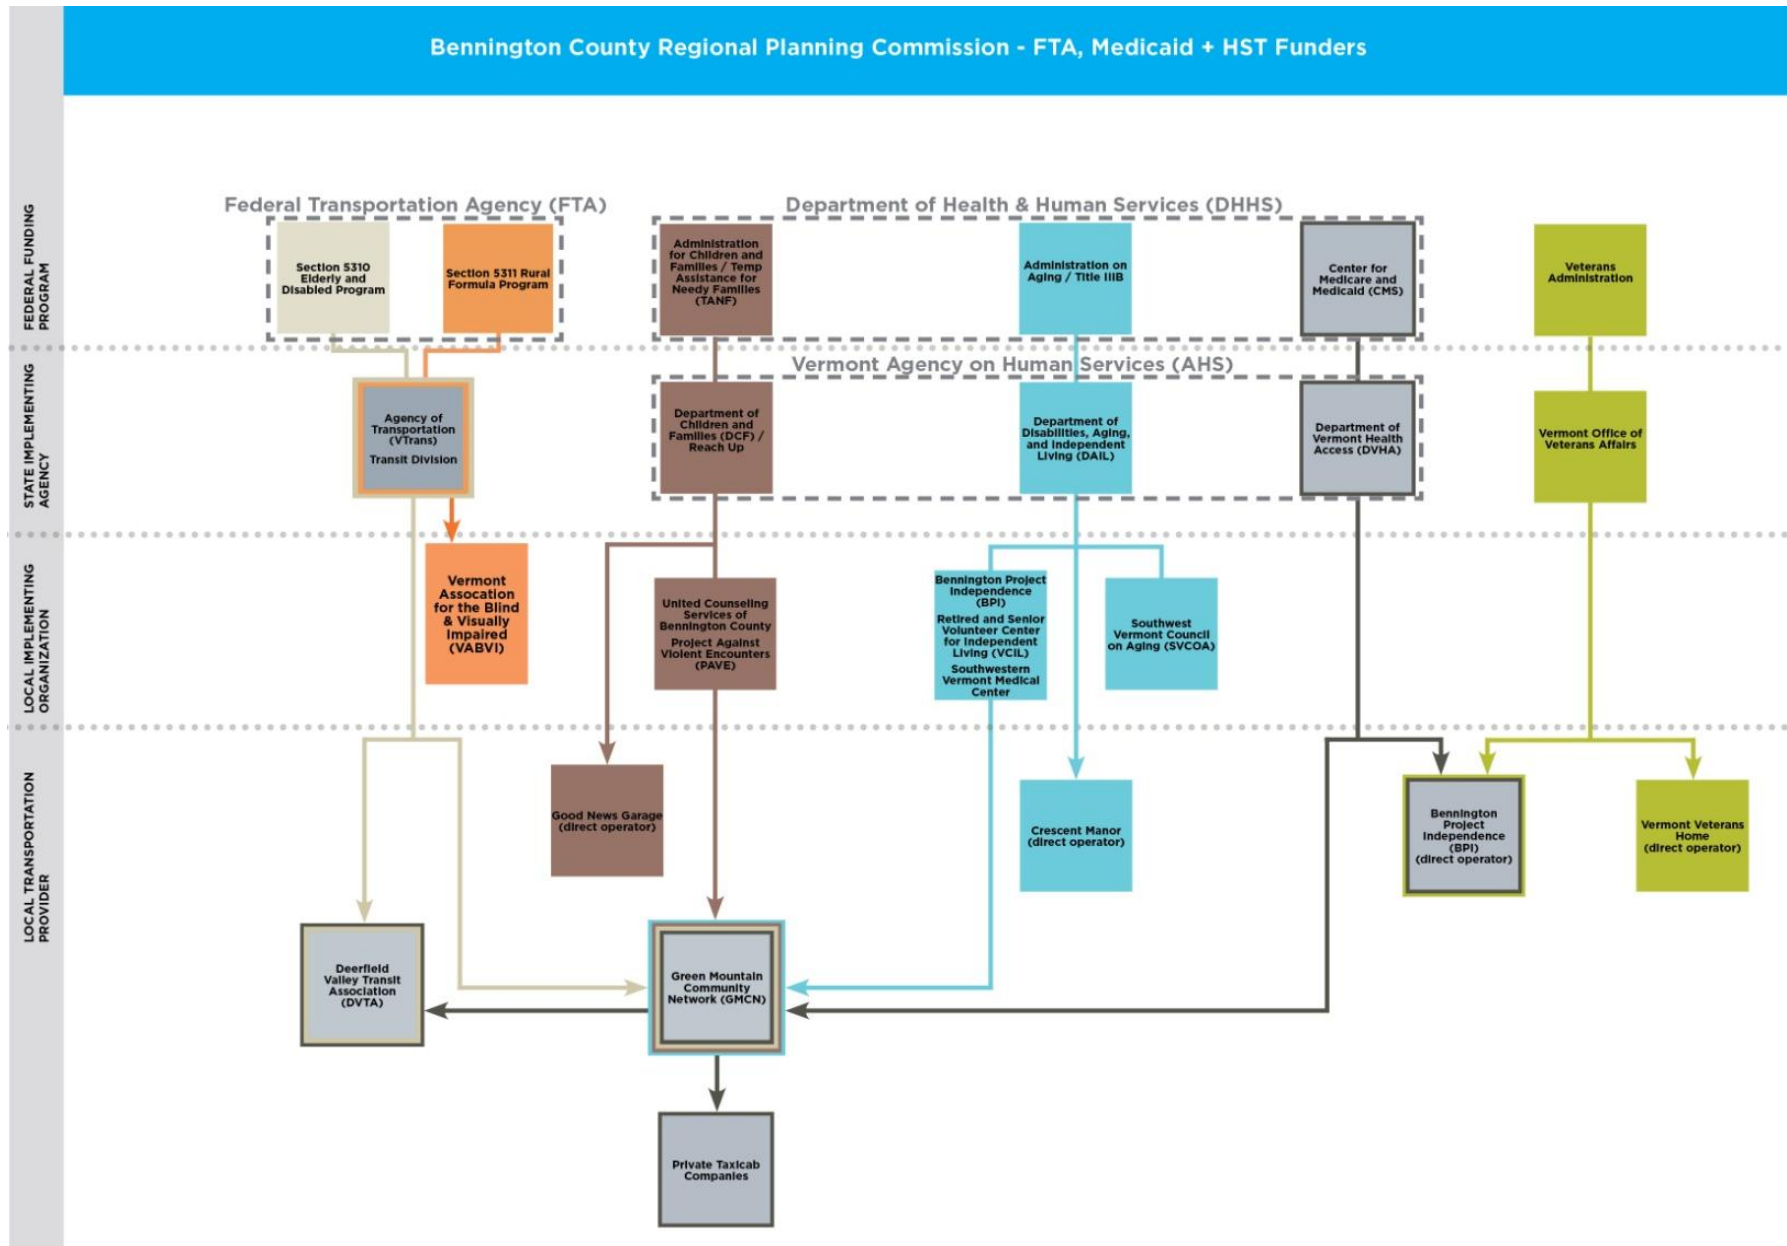 Bennington County Regional Planning Commission - FTA, Medicaid + HST Funders
FEDERAL FUNDING
PROGRAM
Federal Transportation Agency (FTA)
Section 5310
Elderly and
Disabled Program
Section 5311 Rural
Formula Program
Department of Health & Human Services (DHHS)
Administration
for Children and
Families / Temp
Assistance for
Needy Families
(TANF)
Administration on
Aging / Title IIIB
Center for
Medicare and
Medicaid (CMS)
Veterans
Administration
STATE IMPLEMENTING
AGENCY
Agency of
Transportation
(VTrans)
Transit Division
Vermont Agency on Human Services (AHS)
Department of
Children and
Families (DCF) /
Reach Up
Department of
Disabilities, Aging,
and Independent
Living (DAIL)
Department of
Vermont Health
Access (DVHA)
Vermont Office of
Veterans Affairs
LOCAL IMPLEMENTING
ORGANIZATION
Vermont
Assocation
for the Blind
& Visually
Impaired
(VABVI)
United Counseling
Services of
Bennington County
Project Against
Violent Encounters
(PAVE)
Bennington Project
Independence
(BPI)
Retired and Senior
Volunteer Center
for Independent
Living (VCIL)
Southwestern
Vermont Medical
Center
Southwest
Vermont Council
on Aging (SVCOA)
LOCAL TRANSPORTATION
PROVIDER
Good News Garage
(direct operator)
Crescent Manor
(direct operator)
Bennington
Project
Independence
(BPI)
(direct operator)
Vermont Veterans
Home
(direct operator)
Deerfield
Valley Transit
Association
(DVTA)
Green Mountain
Community
Network (GMCN)
Private Taxicab
Companies